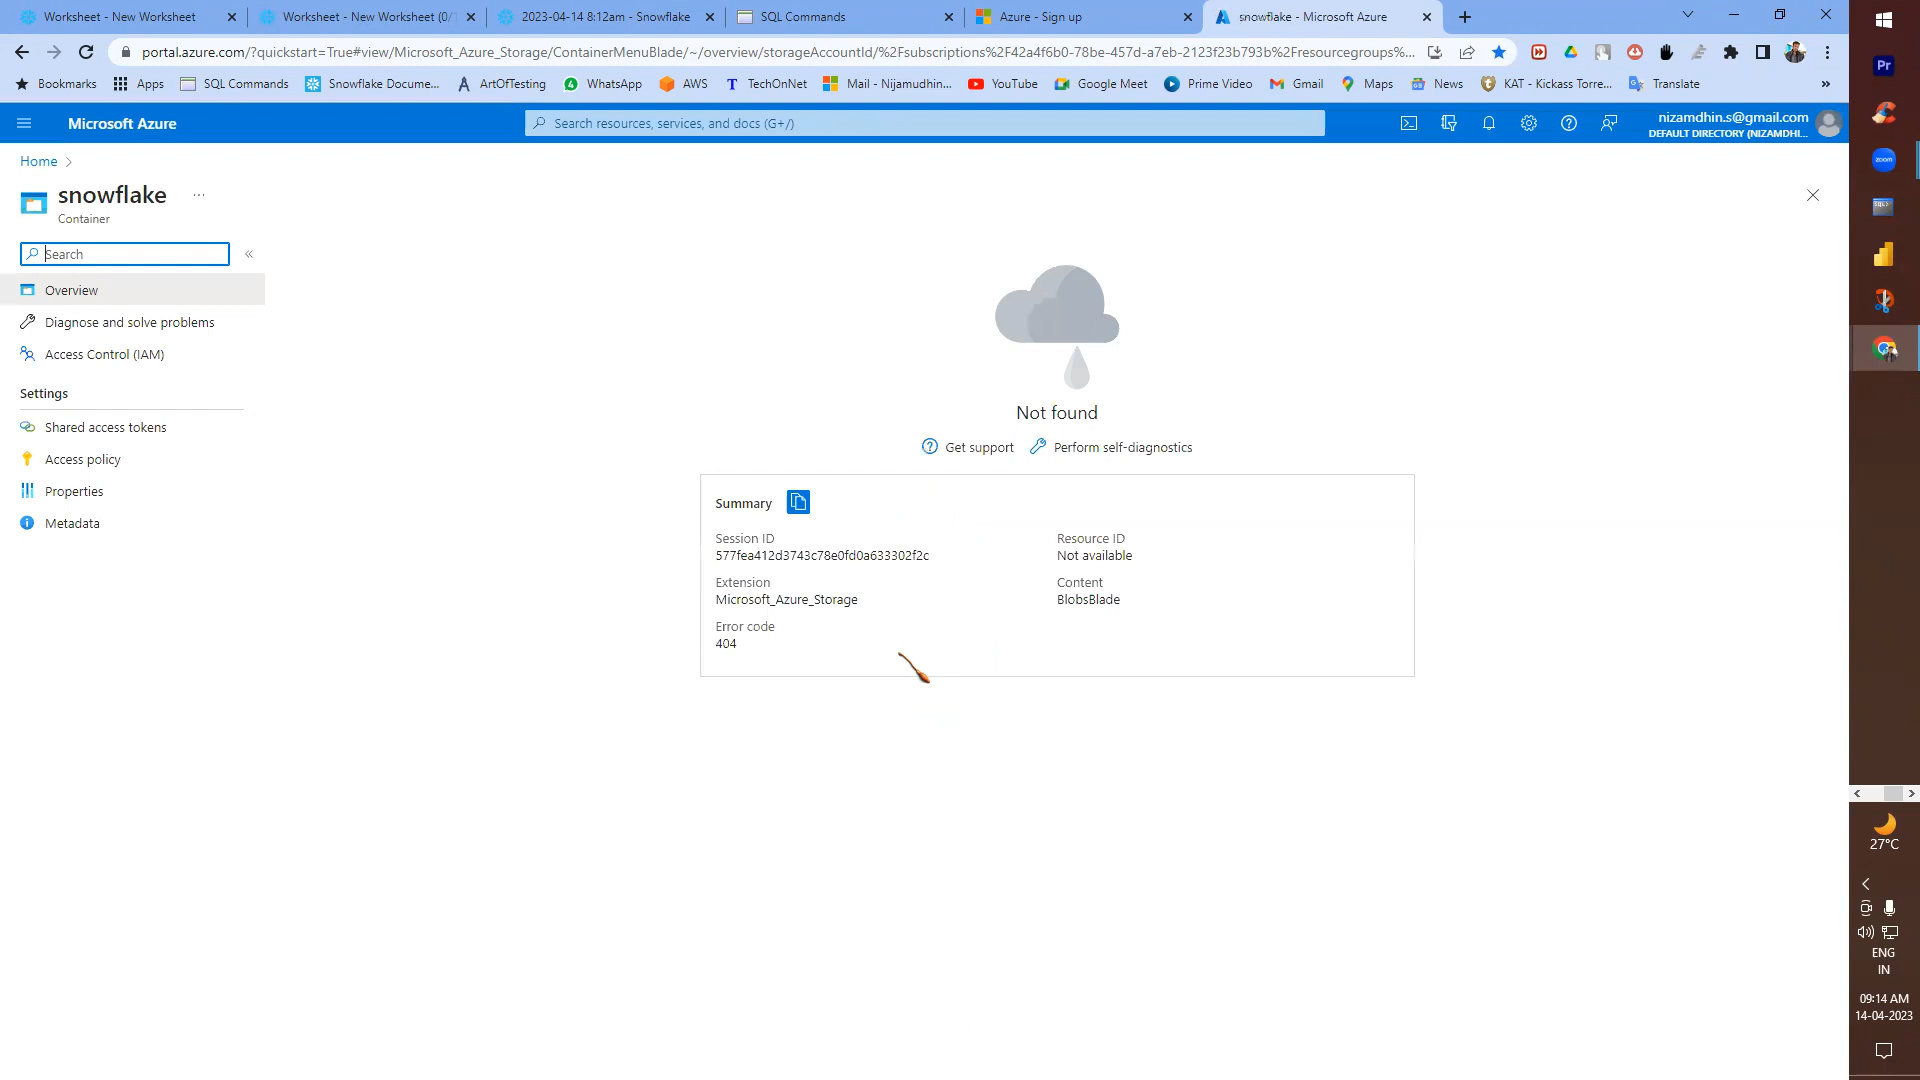 Worksheet - New Worksheet
Worksheet - New Worksheet (0/
2023-04-14 8:12am - Snowflake
SQL Commands
Azure - Sign up
snowflake - Microsoft Azure
portal.azure.com/?quickstart=True#view/Microsoft_Azure_Storage/ContainerMenuBlade/~/overview/storageAccountId/%2Fsubscriptions%2F42a4f6b0-78be-457d-a7eb-2123f23b793b%2Fresourcegroups%...
Bookmarks
Apps
SQL Commands
Snowflake Docume...
ArtOfTesting
WhatsApp
AWS
TechOnNet
Mail - Nijamudhin...
YouTube
Google Meet
Prime Video
Gmail
Maps
News
KAT - Kickass Torre...
Translate
»
Microsoft Azure
Search resources, services, and docs (G+/)
nizamdhin.s@gmail.com
DEFAULT DIRECTORY (NIZAMDHI...
Home
snowflake
...
Container
Search
«
Overview
Diagnose and solve problems
Access Control (IAM)
Settings
Shared access tokens
Access policy
Properties
Metadata
Not found
Get support
Perform self-diagnostics
Summary
Session ID
577fea412d3743c78e0fd0a633302f2c
Resource ID
Not available
Extension
Microsoft_Azure_Storage
Content
BlobsBlade
Error code
404
Pr
zoom
27°C
ENG
IN
09:14 AM
14-04-2023